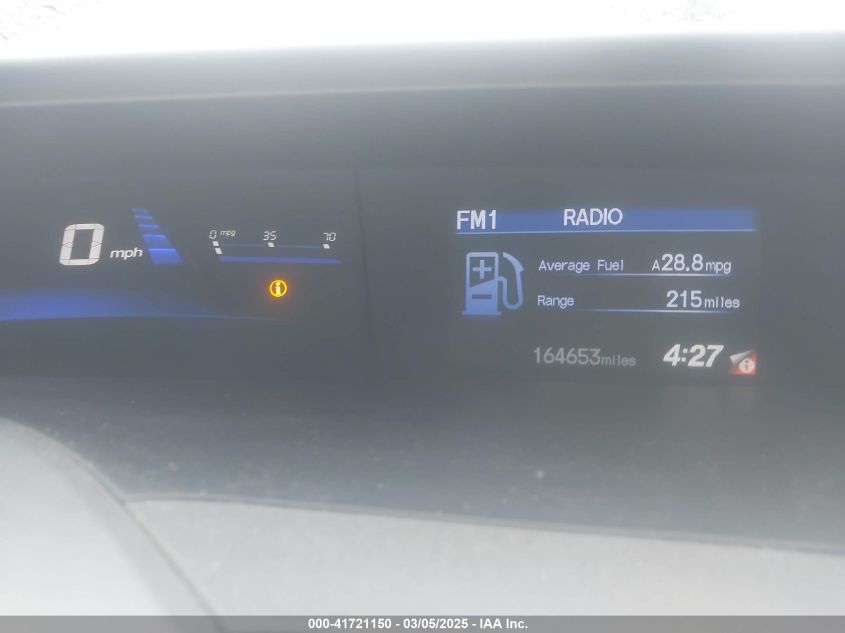 FM1 RADIO
0 mph
0 mpg 35 70
Average Fuel A28.8mpg
Range 215miles
164653miles 4:27
000-41721150 - 03/05/2025 - IAA Inc.